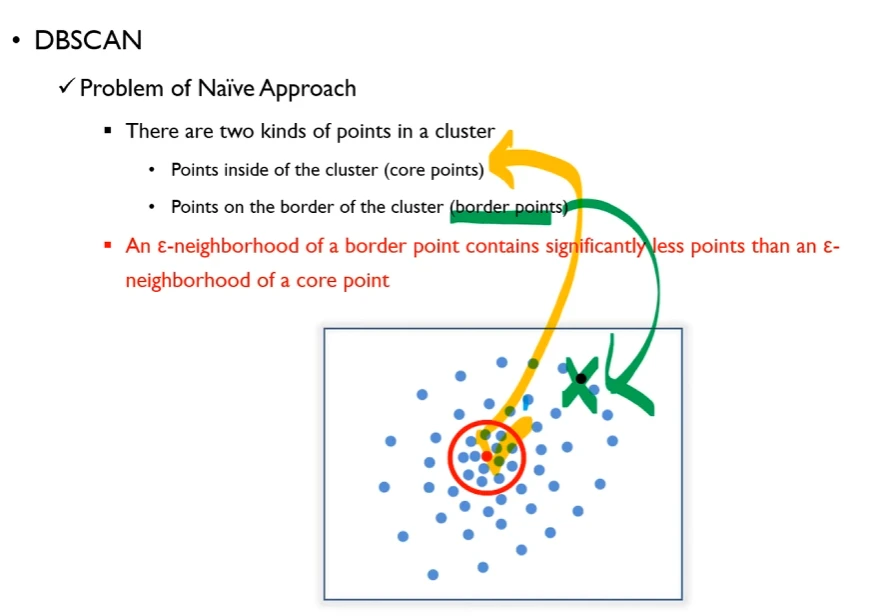 • DBSCAN
✓ Problem of Naïve Approach
▪ There are two kinds of points in a cluster
• Points inside of the cluster (core points)
• Points on the border of the cluster (border points)
▪ An ε-neighborhood of a border point contains significantly less points than an ε-
neighborhood of a core point